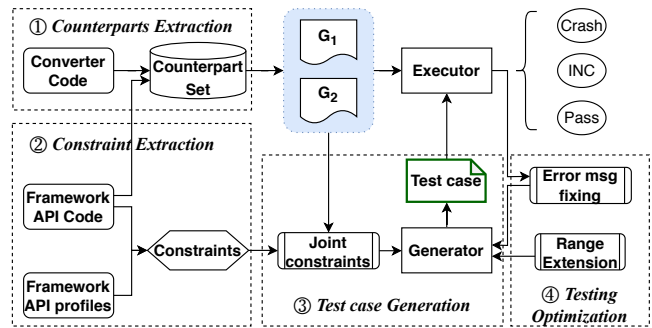 ① Counterparts Extraction
Converter
Code
Counterpart
Set
G1
G2
Executor
Crash
INC
Pass
② Constraint Extraction
Framework
API Code
Framework
API profiles
Constraints
Joint
constraints
Test case
Generator
③ Test case Generation
Error msg
fixing
Range
Extension
④ Testing
Optimization